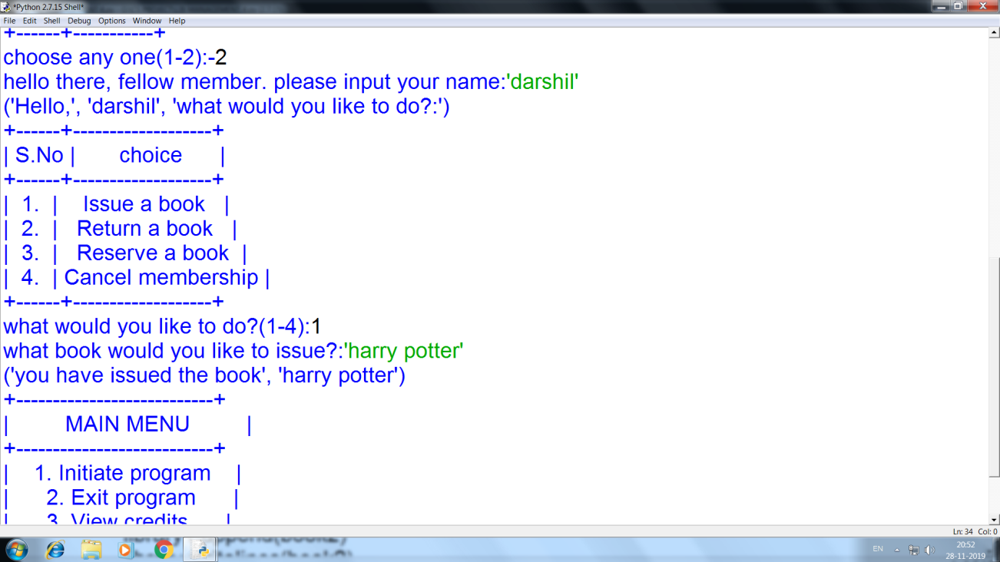 *Python 2.7.15 Shell*
File Edit Shell Debug Options Window Help
+------+-----------+
choose any one(1-2):-2
hello there, fellow member. please input your name:'darshil'
('Hello,', 'darshil', 'what would you like to do?:')
+------+-------------------+
| S.No | choice |
+------+-------------------+
| 1. | Issue a book |
| 2. | Return a book |
| 3. | Reserve a book |
| 4. | Cancel membership |
+------+-------------------+
what would you like to do?(1-4):1
what book would you like to issue?:'harry potter'
('you have issued the book', 'harry potter')
+---------------------------+
| MAIN MENU |
+---------------------------+
| 1. Initiate program |
| 2. Exit program |
| 3. View credits |
Ln: 34 Col: 0
EN
20:52
28-11-2019